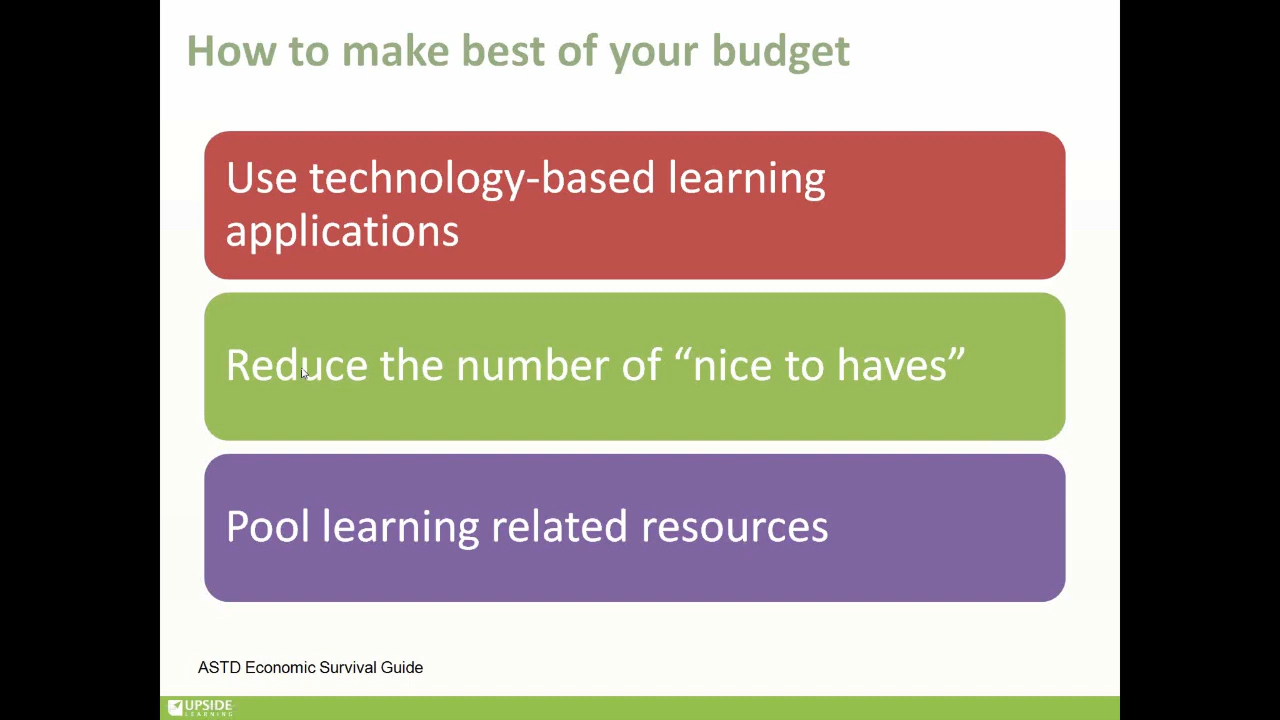 How to make best of your budget
Use technology-based learning
applications
Reduce the number of “nice to haves”
Pool learning related resources
ASTD Economic Survival Guide
UPSIDE
LEARNING